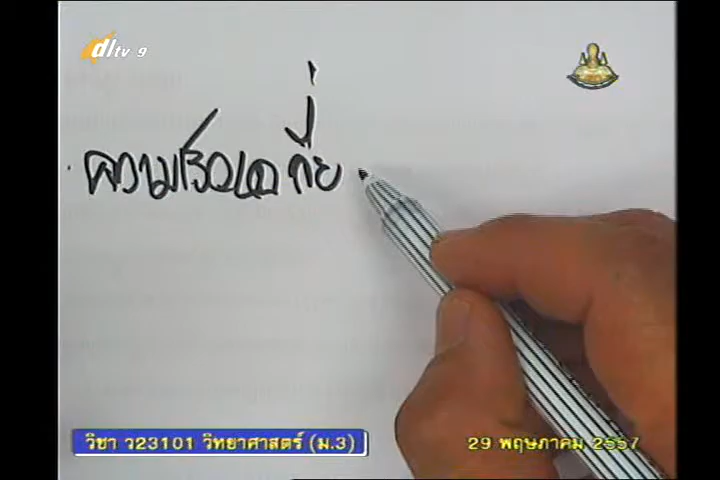 dltv 9
ความเร็วเฉลี่ย
วิชา ว23101 วิทยาศาสตร์ (ม.3)
29 พฤษภาคม 2557